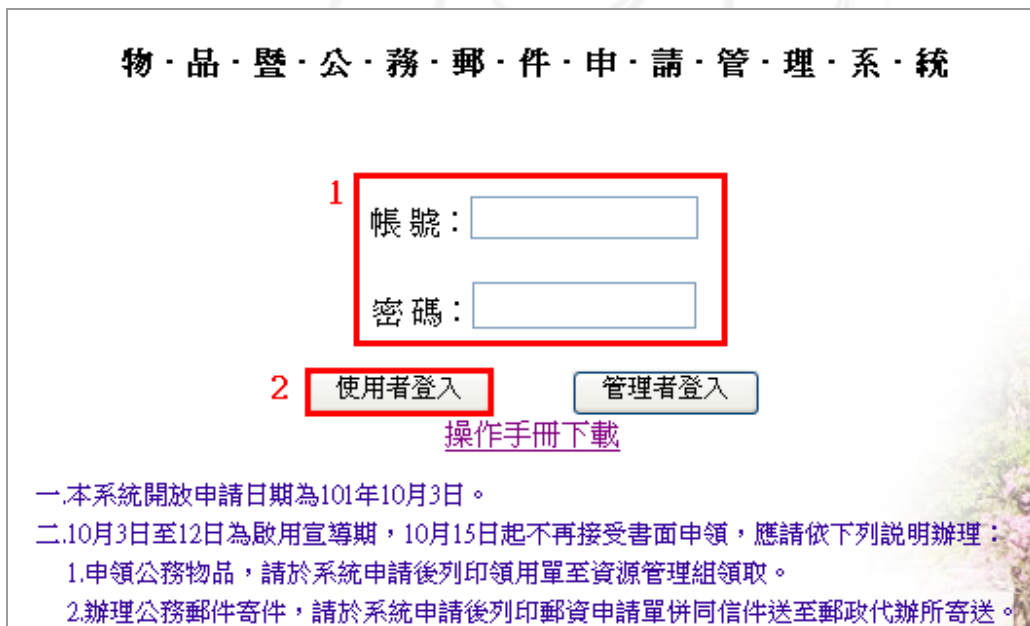 物‧品‧暨‧公‧務‧郵‧件‧申‧請‧管‧理‧系‧統
1
帳 號：
密 碼：
2 使用者登入 管理者登入
操作手冊下載
一.本系統開放申請日期為101年10月3日。
二.10月3日至12日為啟用宣導期，10月15日起不再接受書面申領，應請依下列說明辦理：
1.申領公務物品，請於系統申請後列印領用單至資源管理組領取。
2.辦理公務郵件寄件，請於系統申請後列印郵資申請單併同信件送至郵政代辦所寄送。